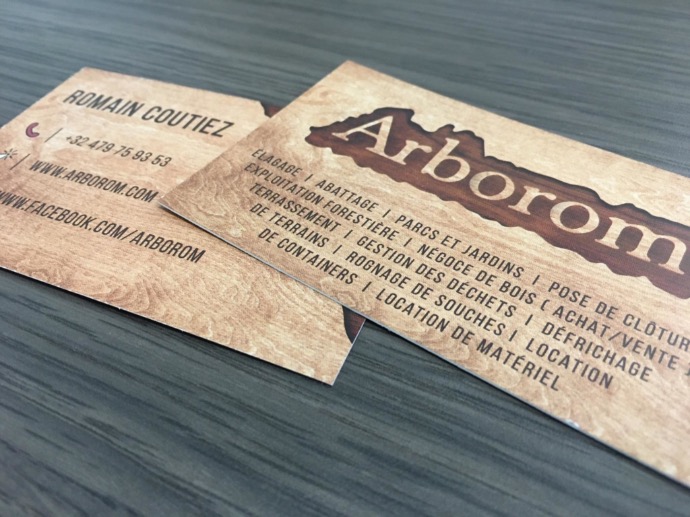 ROMAIN COUTIEZ
+32 479 75 93 53
WWW.ARBOROM.COM
WWW.FACEBOOK.COM/ARBOROM
Arborom
ÉLAGAGE | ABATTAGE | PARCS ET JARDINS | POSE DE CLÔTUR
EXPLOITATION FORESTIÈRE | NÉGOCE DE BOIS ( ACHAT/VENTE )
TERRASSEMENT | GESTION DES DÉCHETS | DÉFRICHAGE
DE TERRAINS | ROGNAGE DE SOUCHES | LOCATION
DE CONTAINERS | LOCATION DE MATÉRIEL